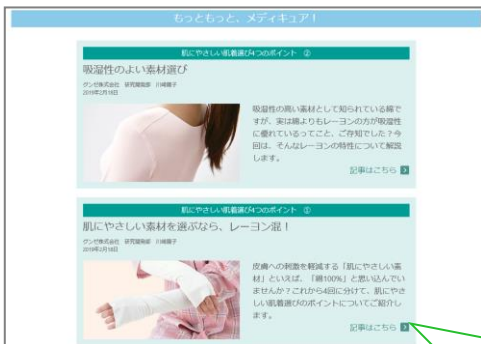 もっともっと、メディキュア！
肌にやさしい肌着選び4つのポイント ②
吸湿性のよい素材選び
グンゼ株式会社 研究開発部 川﨑陽子
2019年2月18日
吸湿性の高い素材として知られている綿で
すが、実は綿よりもレーヨンの方が吸湿性
に優れているってこと、ご存知でした？今
回は、そんなレーヨンの特性について解説
します。
記事はこちら
肌にやさしい肌着選び4つのポイント ①
肌にやさしい素材を選ぶなら、レーヨン混！
グンゼ株式会社 研究開発部
2019年2月18日
皮膚への刺激を軽減する「肌にやさしい素
材」といえば、「綿100%」と思い込んでい
ませんか？これから4回に分けて、肌にやさ
しい肌着選びのポイントについてご紹介し
ます。
記事はこちら